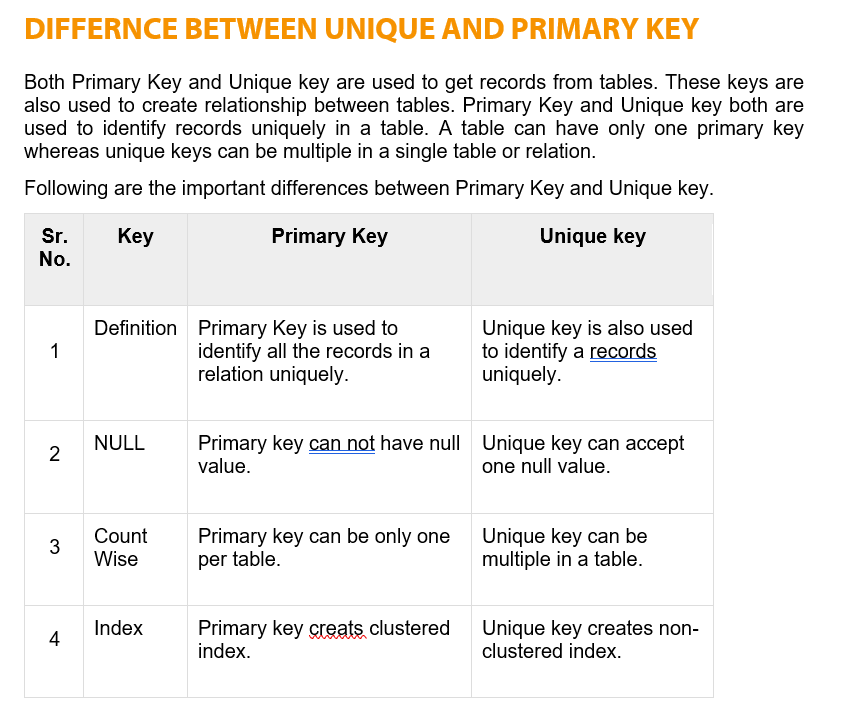 DIFFERNCE BETWEEN UNIQUE AND PRIMARY KEY
Both Primary Key and Unique key are used to get records from tables. These keys are
also used to create relationship between tables. Primary Key and Unique key both are
used to identify records uniquely in a table. A table can have only one primary key
whereas unique keys can be multiple in a single table or relation.
Following are the important differences between Primary Key and Unique key.
Sr.
No.
Key
Primary Key
Unique key
1
Definition
Primary Key is used to
identify all the records in a
relation uniquely.
Unique key is also used
to identify a records
uniquely.
2
NULL
Primary key can not have null
value.
Unique key can accept
one null value.
3
Count
Wise
Primary key can be only one
per table.
Unique key can be
multiple in a table.
4
Index
Primary key creats clustered
index.
Unique key creates non-
clustered index.